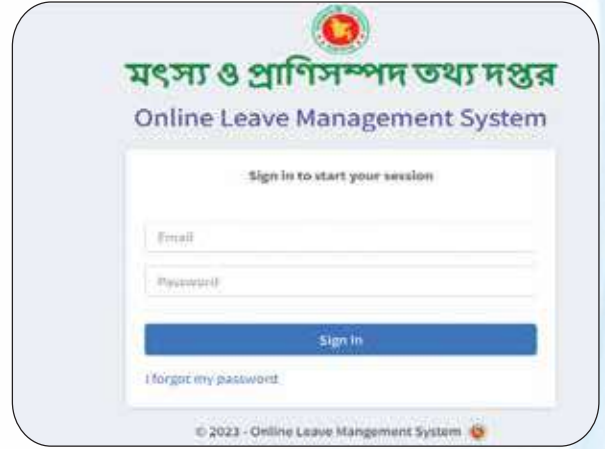 মৎস্য ও প্রাণিসম্পদ তথ্য দপ্তর
Online Leave Management System
Sign in to start your session
Email
Password
Sign In
I forgot my password
© 2023 - Online Leave Mangement System